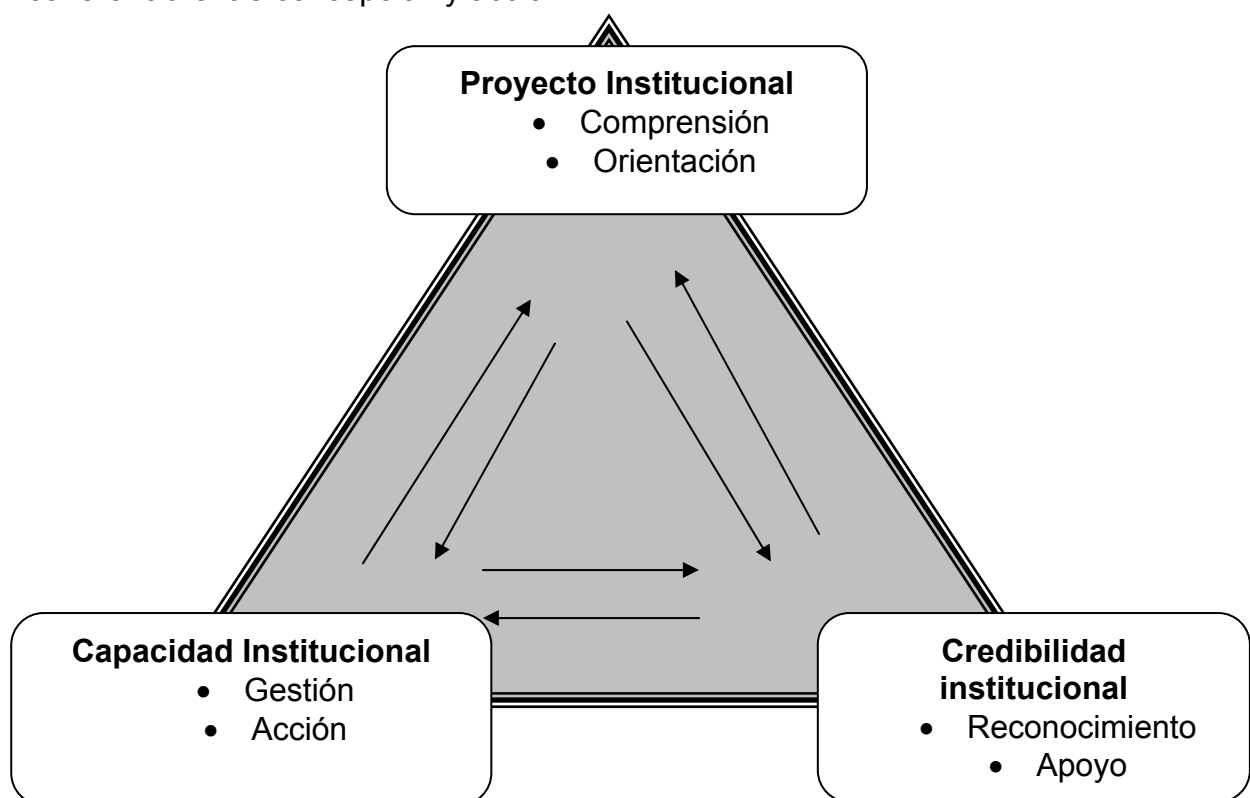 Proyecto Institucional
• Comprensión
• Orientación
Capacidad Institucional
• Gestión
• Acción
Credibilidad
institucional
• Reconocimiento
• Apoyo